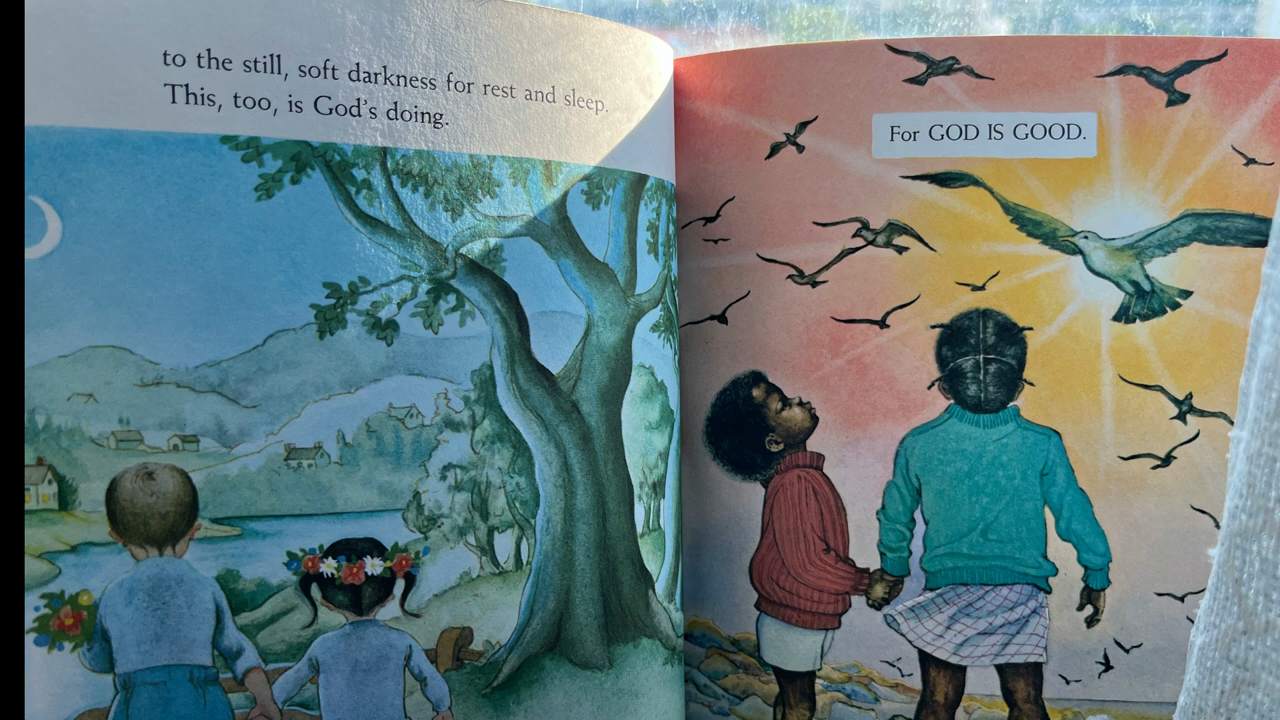 to the still, soft darkness for rest and sleep.
This, too, is God's doing.
For GOD IS GOOD.